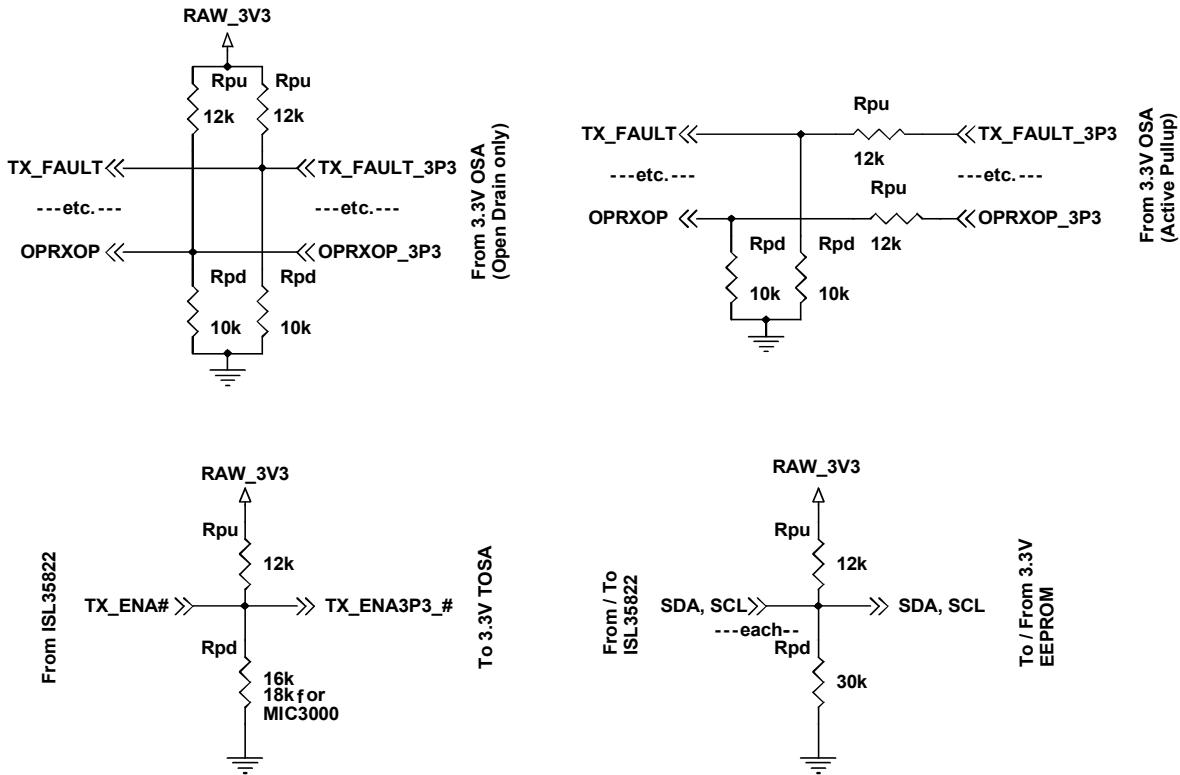 RAW_3V3
Rpu Rpu
12k 12k
TX_FAULT TX_FAULT_3P3
---etc.--- ---etc.---
OPRXOP OPRXOP_3P3
Rpd Rpd
10k 10k
From 3.3V OSA
(Open Drain only)
Rpu
TX_FAULT TX_FAULT_3P3
12k
---etc.--- ---etc.---
Rpu
OPRXOP OPRXOP_3P3
12k
Rpd Rpd
10k 10k
From 3.3V OSA
(Active Pullup)
RAW_3V3
Rpu
12k
From ISL35822
TX_ENA# TX_ENA3P3_#
To 3.3V TOSA
Rpd
16k
18k for
MIC3000
RAW_3V3
Rpu
12k
From / To
ISL35822
SDA, SCL SDA, SCL
---each--
To / From 3.3V
EEPROM
Rpd
30k